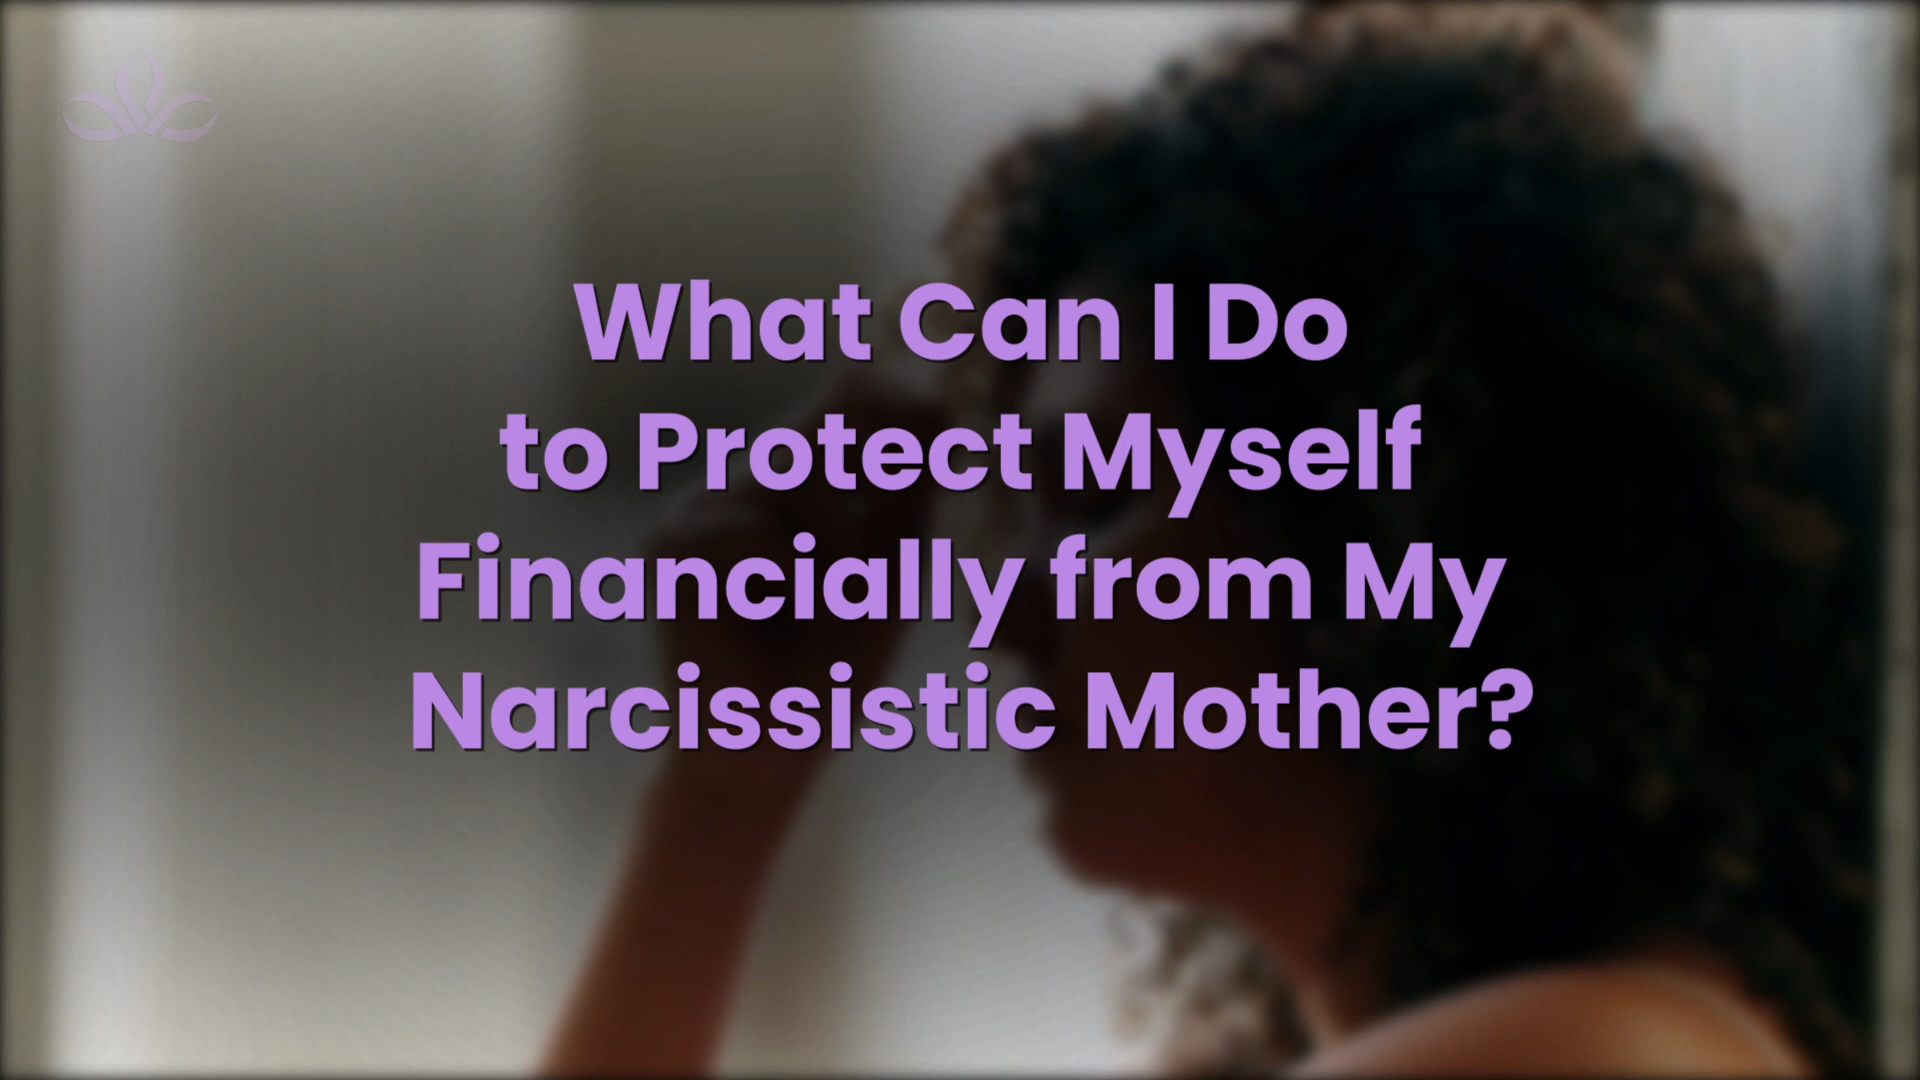 What Can I Do
to Protect Myself
Financially from My
Narcissistic Mother?